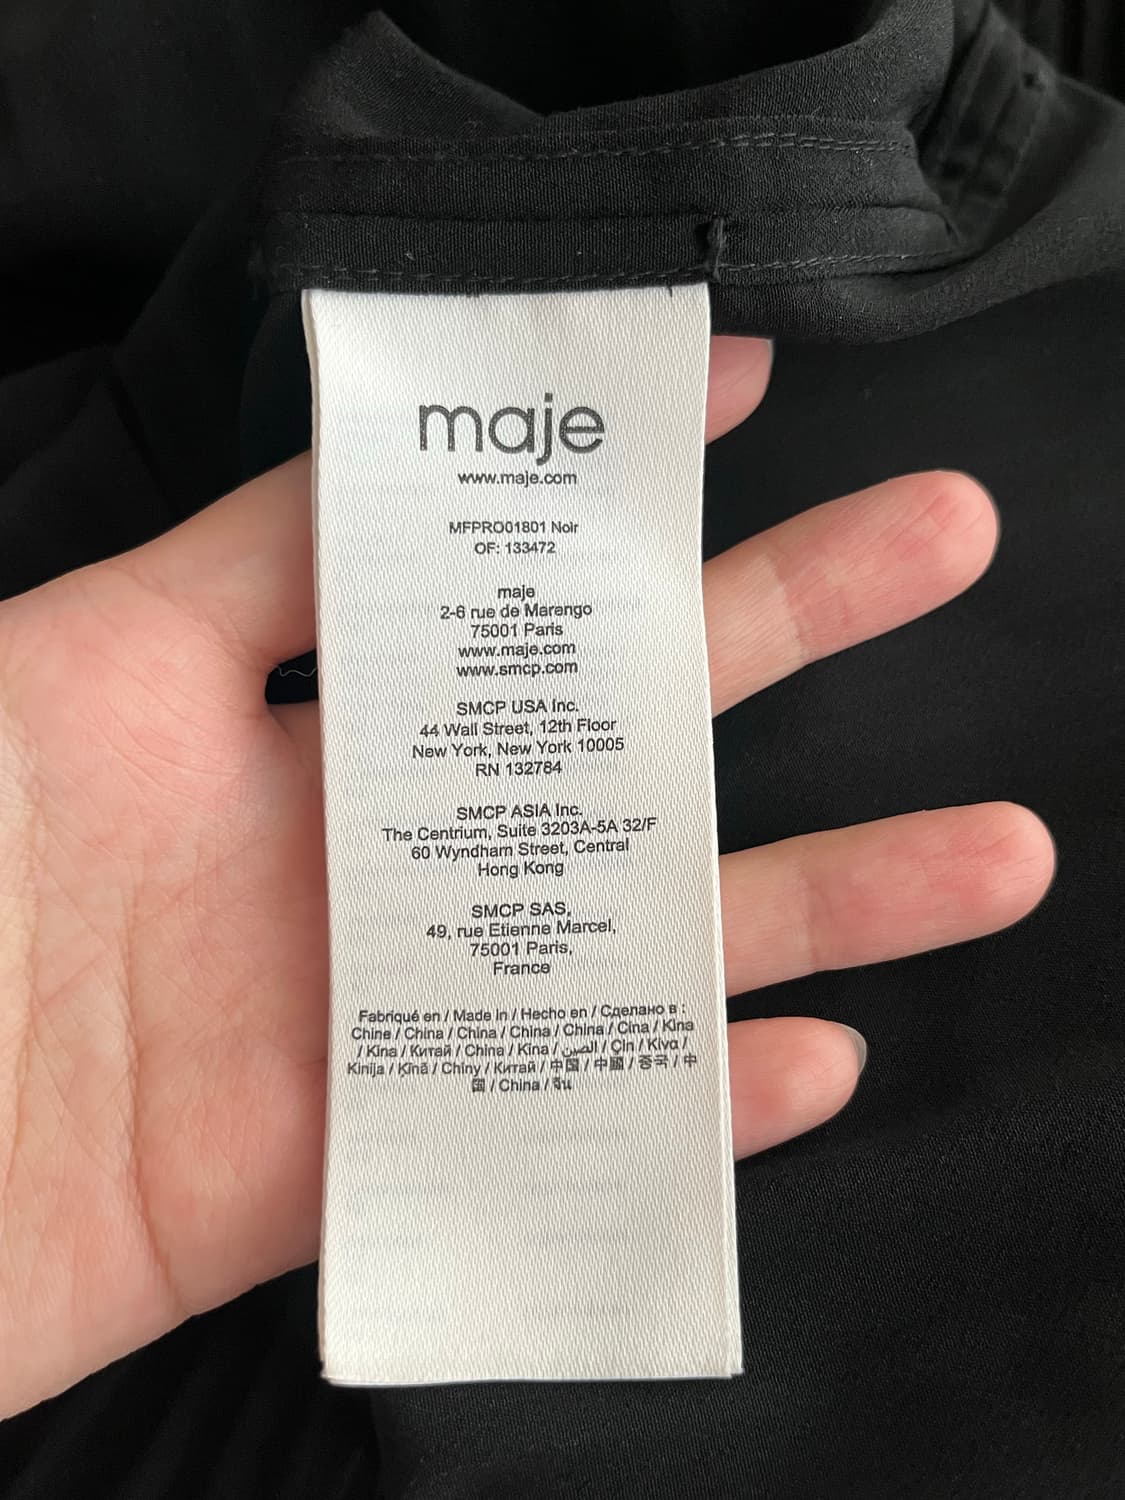 maje
www.maje.com
MFPRO01801 Noir
OF: 133472
maje
2-6 rue de Marengo
75001 Paris
www.maje.com
www.smcp.com
SMCP USA Inc.
44 Wall Street, 12th Floor
New York, New York 10005
RN 132784
SMCP ASIA Inc.
The Centrium, Suite 3203A-5A 32/F
60 Wyndham Street, Central
Hong Kong
SMCP SAS,
49, rue Etienne Marcel,
75001 Paris,
France
Fabriqué en / Made in / Hecho en / Сделано в :
Chine / China / China / China / China / Cina / Kina
/ Kina / Китай / China / Kina / الصين / Çin / Κίνα /
Kinija / Ķīnā / Chiny / Китай / 中国 / 中國 / 중국 / 中
国 / China / จีน